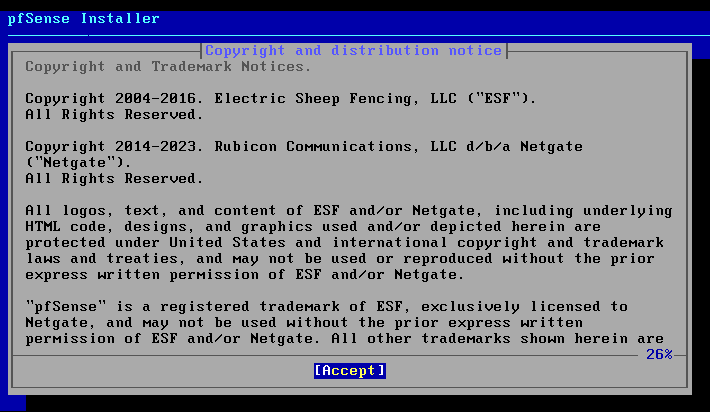 pfSense Installer
Copyright and distribution notice
Copyright and Trademark Notices.
Copyright 2004-2016. Electric Sheep Fencing, LLC ("ESF").
All Rights Reserved.
Copyright 2014-2023. Rubicon Communications, LLC d/b/a Netgate
("Netgate").
All Rights Reserved.
All logos, text, and content of ESF and/or Netgate, including underlying
HTML code, designs, and graphics used and/or depicted herein are
protected under United States and international copyright and trademark
laws and treaties, and may not be used or reproduced without the prior
express written permission of ESF and/or Netgate.
"pfSense" is a registered trademark of ESF, exclusively licensed to
Netgate, and may not be used without the prior express written
permission of ESF and/or Netgate. All other trademarks shown herein are
26%
[Accept]